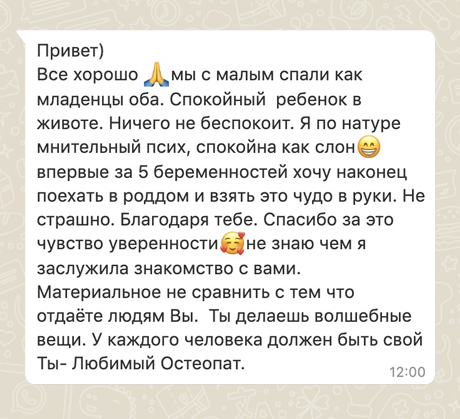 Привет)
Все хорошо 🙏 мы с малым спали как
младенцы оба. Спокойный  ребенок в
животе. Ничего не беспокоит. Я по натуре
мнительный псих, спокойна как слон😁
впервые за 5 беременностей хочу наконец
поехать в роддом и взять это чудо в руки. Не
страшно. Благодаря тебе. Спасибо за это
чувство уверенности🥰не знаю чем я
заслужила знакомство с вами.
Материальное не сравнить с тем что
отдаёте людям Вы.  Ты делаешь волшебные
вещи. У каждого человека должен быть свой
Ты- Любимый Остеопат.
12:00